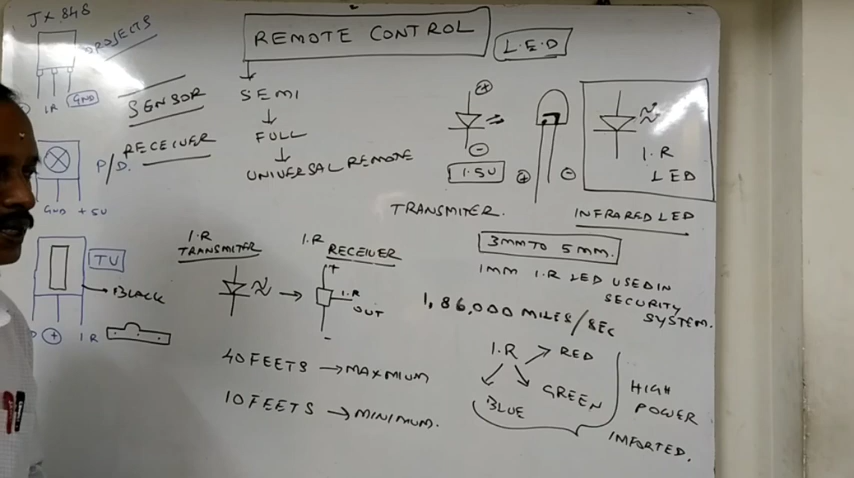 JX 848
PROJECTS
IR GND
SENSOR
RECEIVER
P/D.
GND +5V
TV
BLACK
+ IR
REMOTE CONTROL
L.E.D
SEMI
FULL
UNIVERSAL REMOTE
+
-
1.5V
+ -
I.R
LED
TRANSMITER.
INFRARED LED
3MM TO 5MM.
1MM I.R LED USED IN
SECURITY
SYSTEM.
I.R
TRANSMITER
I.R
RECEIVER
+
I.R
OUT
-
1,86,000 MILES/SEC
40 FEETS → MAXMIUM
10 FEETS → MINIMUM.
I.R
RED
GREEN
BLUE
HIGH
POWER
IMPORTED.